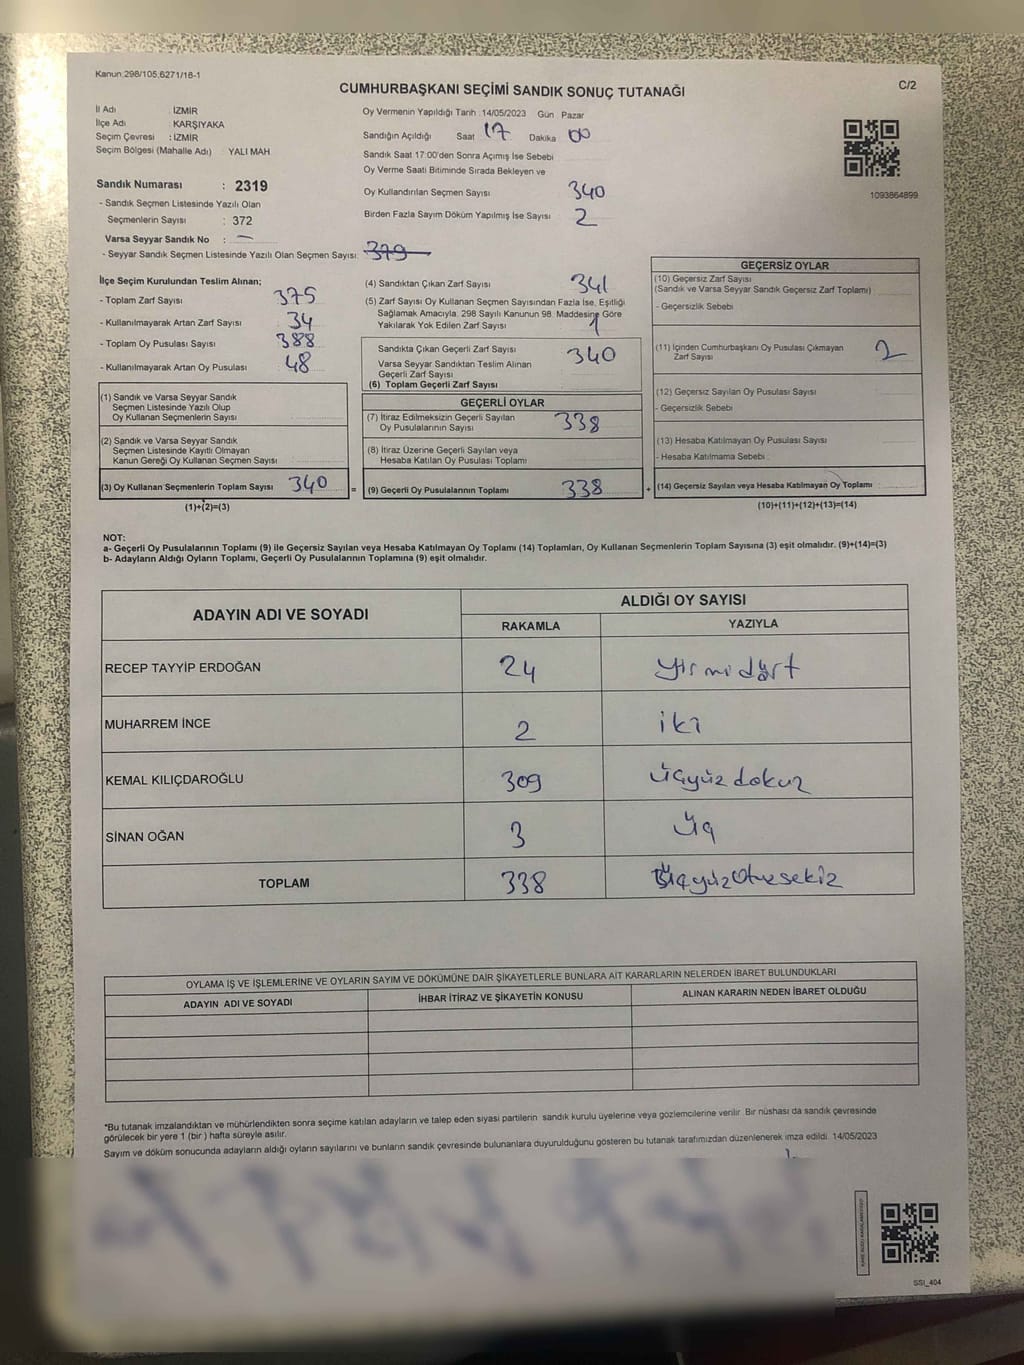 Kanun:298/105.6271/16-1
C/2
CUMHURBAŞKANI SEÇİMİ SANDIK SONUÇ TUTANAĞI
İl Adı : İZMİR
İlçe Adı : KARŞIYAKA
Seçim Çevresi : İZMİR
Seçim Bölgesi (Mahalle Adı) : YALI MAH
Oy Vermenin Yapıldığı Tarih : 14/05/2023 Gün : Pazar
Sandığın Açıldığı Saat 17 Dakika 00
Sandık Saat 17:00'den Sonra Açımış İse Sebebi
Oy Verme Saati Bitiminde Sırada Bekleyen ve
Oy Kullandırılan Seçmen Sayısı 340
Birden Fazla Sayım Döküm Yapılmış İse Sayısı 2
1093864899
Sandık Numarası : 2319
- Sandık Seçmen Listesinde Yazılı Olan
Seçmenlerin Sayısı : 372
Varsa Seyyar Sandık No : —
- Seyyar Sandık Seçmen Listesinde Yazılı Olan Seçmen Sayısı: 379
İlçe Seçim Kurulundan Teslim Alınan;
- Toplam Zarf Sayısı 375
- Kullanılmayarak Artan Zarf Sayısı 34
- Toplam Oy Pusulası Sayısı 388
- Kullanılmayarak Artan Oy Pusulası 48
(1) Sandık ve Varsa Seyyar Sandık
Seçmen Listesinde Yazılı Olup
Oy Kullanan Seçmenlerin Sayısı
(2) Sandık ve Varsa Seyyar Sandık
Seçmen Listesinde Kayıtlı Olmayan
Kanun Gereği Oy Kullanan Seçmen Sayısı
(3) Oy Kullanan Seçmenlerin Toplam Sayısı 340
(1)+(2)=(3)
(4) Sandıktan Çıkan Zarf Sayısı 341
(5) Zarf Sayısı Oy Kullanan Seçmen Sayısından Fazla İse, Eşitliği
Sağlamak Amacıyla, 298 Sayılı Kanunun 98. Maddesine Göre
Yakılarak Yok Edilen Zarf Sayısı 1
Sandıkta Çıkan Geçerli Zarf Sayısı 340
Varsa Seyyar Sandıktan Teslim Alınan
Geçerli Zarf Sayısı
(6) Toplam Geçerli Zarf Sayısı
GEÇERLİ OYLAR
(7) İtiraz Edilmeksizin Geçerli Sayılan
Oy Pusulalarının Sayısı 338
(8) İtiraz Üzerine Geçerli Sayılan veya
Hesaba Katılan Oy Pusulası Toplamı
= (9) Geçerli Oy Pusulalarının Toplamı 338
GEÇERSİZ OYLAR
(10) Geçersiz Zarf Sayısı
(Sandık ve Varsa Seyyar Sandık Geçersiz Zarf Toplamı)
- Geçersizlik Sebebi
(11) İçinden Cumhurbaşkanı Oy Pusulası Çıkmayan
Zarf Sayısı 2
(12) Geçersiz Sayılan Oy Pusulası Sayısı
- Geçersizlik Sebebi
(13) Hesaba Katılmayan Oy Pusulası Sayısı
- Hesaba Katılmama Sebebi
+ (14) Geçersiz Sayılan veya Hesaba Katılmayan Oy Toplamı
(10)+(11)+(12)+(13)=(14)
NOT:
a- Geçerli Oy Pusulalarının Toplamı (9) ile Geçersiz Sayılan veya Hesaba Katılmayan Oy Toplamı (14) Toplamları, Oy Kullanan Seçmenlerin Toplam Sayısına (3) eşit olmalıdır. (9)+(14)=(3)
b- Adayların Aldığı Oyların Toplamı, Geçerli Oy Pusulalarının Toplamına (9) eşit olmalıdır.
ADAYIN ADI VE SOYADI
ALDIĞI OY SAYISI
RAKAMLA YAZIYLA
RECEP TAYYİP ERDOĞAN 24 yirmidört
MUHARREM İNCE 2 iki
KEMAL KILIÇDAROĞLU 309 üçyüz dokuz
SİNAN OĞAN 3 üç
TOPLAM 338 üçyüzotuzsekiz
OYLAMA İŞ VE İŞLEMLERİNE VE OYLARIN SAYIM VE DÖKÜMÜNE DAİR ŞİKAYETLERLE BUNLARA AİT KARARLARIN NELERDEN İBARET BULUNDUKLARI
ADAYIN ADI VE SOYADI İHBAR İTİRAZ VE ŞİKAYETİN KONUSU ALINAN KARARIN NEDEN İBARET OLDUĞU
*Bu tutanak imzalandıktan ve mühürlendikten sonra seçime katılan adayların ve talep eden siyasi partilerin sandık kurulu üyelerine veya gözlemcilerine verilir. Bir nüshası da sandık çevresinde
görülecek bir yere 1 (bir ) hafta süreyle asılır.
Sayım ve döküm sonucunda adayların aldığı oyların sayılarını ve bunların sandık çevresinde bulunanlara duyurulduğunu gösteren bu tutanak tarafımızdan düzenlenerek imza edildi. 14/05/2023
SSI_404